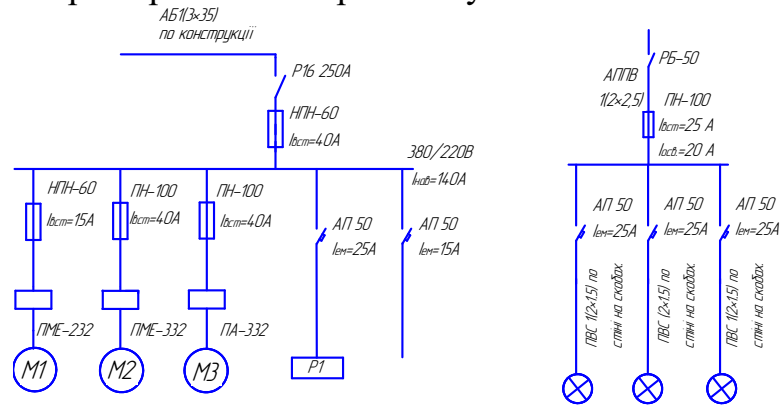 АБ1(3×35)
по конструкції
Р16 250А
НПН-60
Iвст=40А
380/220В
Iнав=140А
НПН-60
Iвст=15А
ПН-100
Iвст=40А
ПН-100
Iвст=40А
АП 50
Iем=25А
АП 50
Iем=15А
ПМЕ-232
ПМЕ-332
ПА-332
М1
М2
М3
Р1
РБ-50
АППВ
1(2×2,5)
ПН-100
Iвст=25 А
Iосв.=20 А
АП 50
Iем=25А
АП 50
Iем=25А
АП 50
Iем=25А
ПВС 1(2×1.5) по
стіні на скобах.
ПВС 1(2×1.5) по
стіні на скобах.
ПВС 1(2×1.5) по
стіні на скобах.